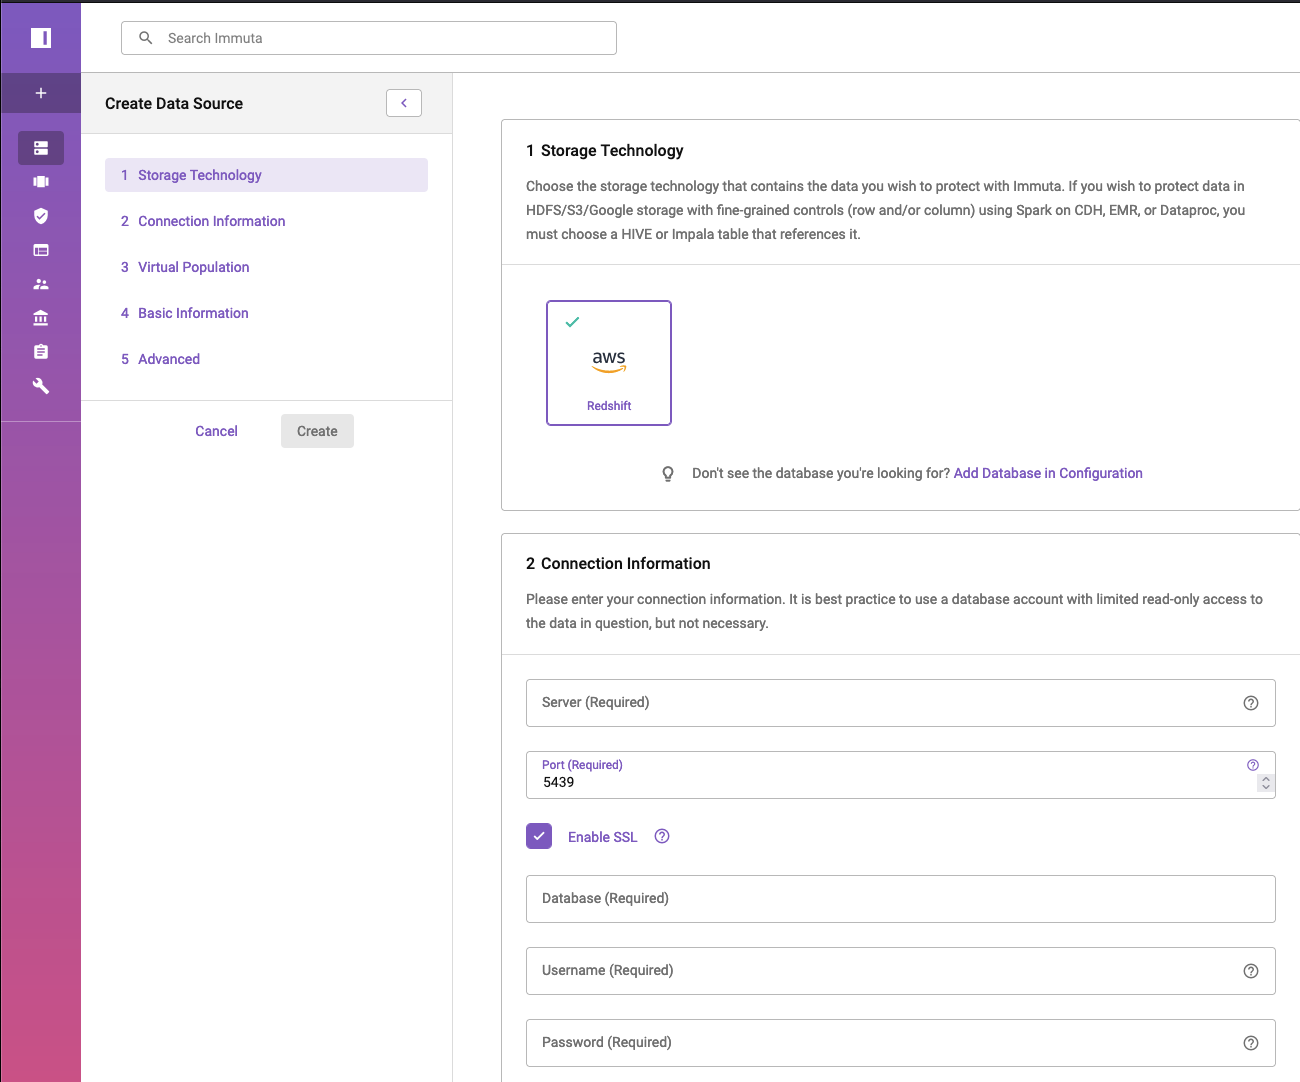 Search Immuta
Create Data Source
1 Storage Technology
2 Connection Information
3 Virtual Population
4 Basic Information
5 Advanced
Cancel
Create
1 Storage Technology
Choose the storage technology that contains the data you wish to protect with Immuta. If you wish to protect data in
HDFS/S3/Google storage with fine-grained controls (row and/or column) using Spark on CDH, EMR, or Dataproc, you
must choose a HIVE or Impala table that references it.
aws
Redshift
Don't see the database you're looking for? Add Database in Configuration
2 Connection Information
Please enter your connection information. It is best practice to use a database account with limited read-only access to
the data in question, but not necessary.
Server (Required)
Port (Required)
5439
Enable SSL
Database (Required)
Username (Required)
Password (Required)